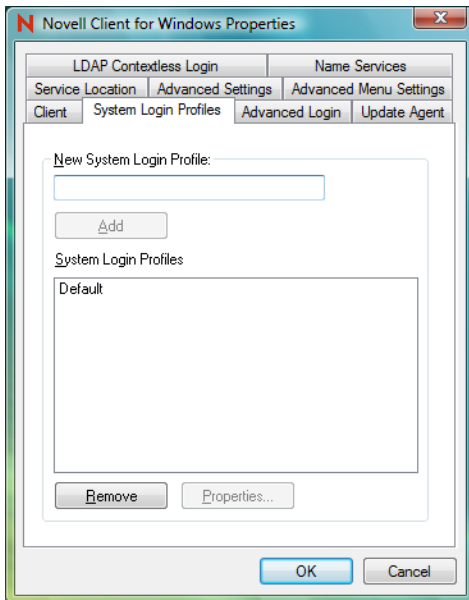 Novell Client for Windows Properties
LDAP Contextless Login Name Services
Service Location Advanced Settings Advanced Menu Settings
Client System Login Profiles Advanced Login Update Agent
New System Login Profile:
Add
System Login Profiles
Default
Remove Properties...
OK Cancel